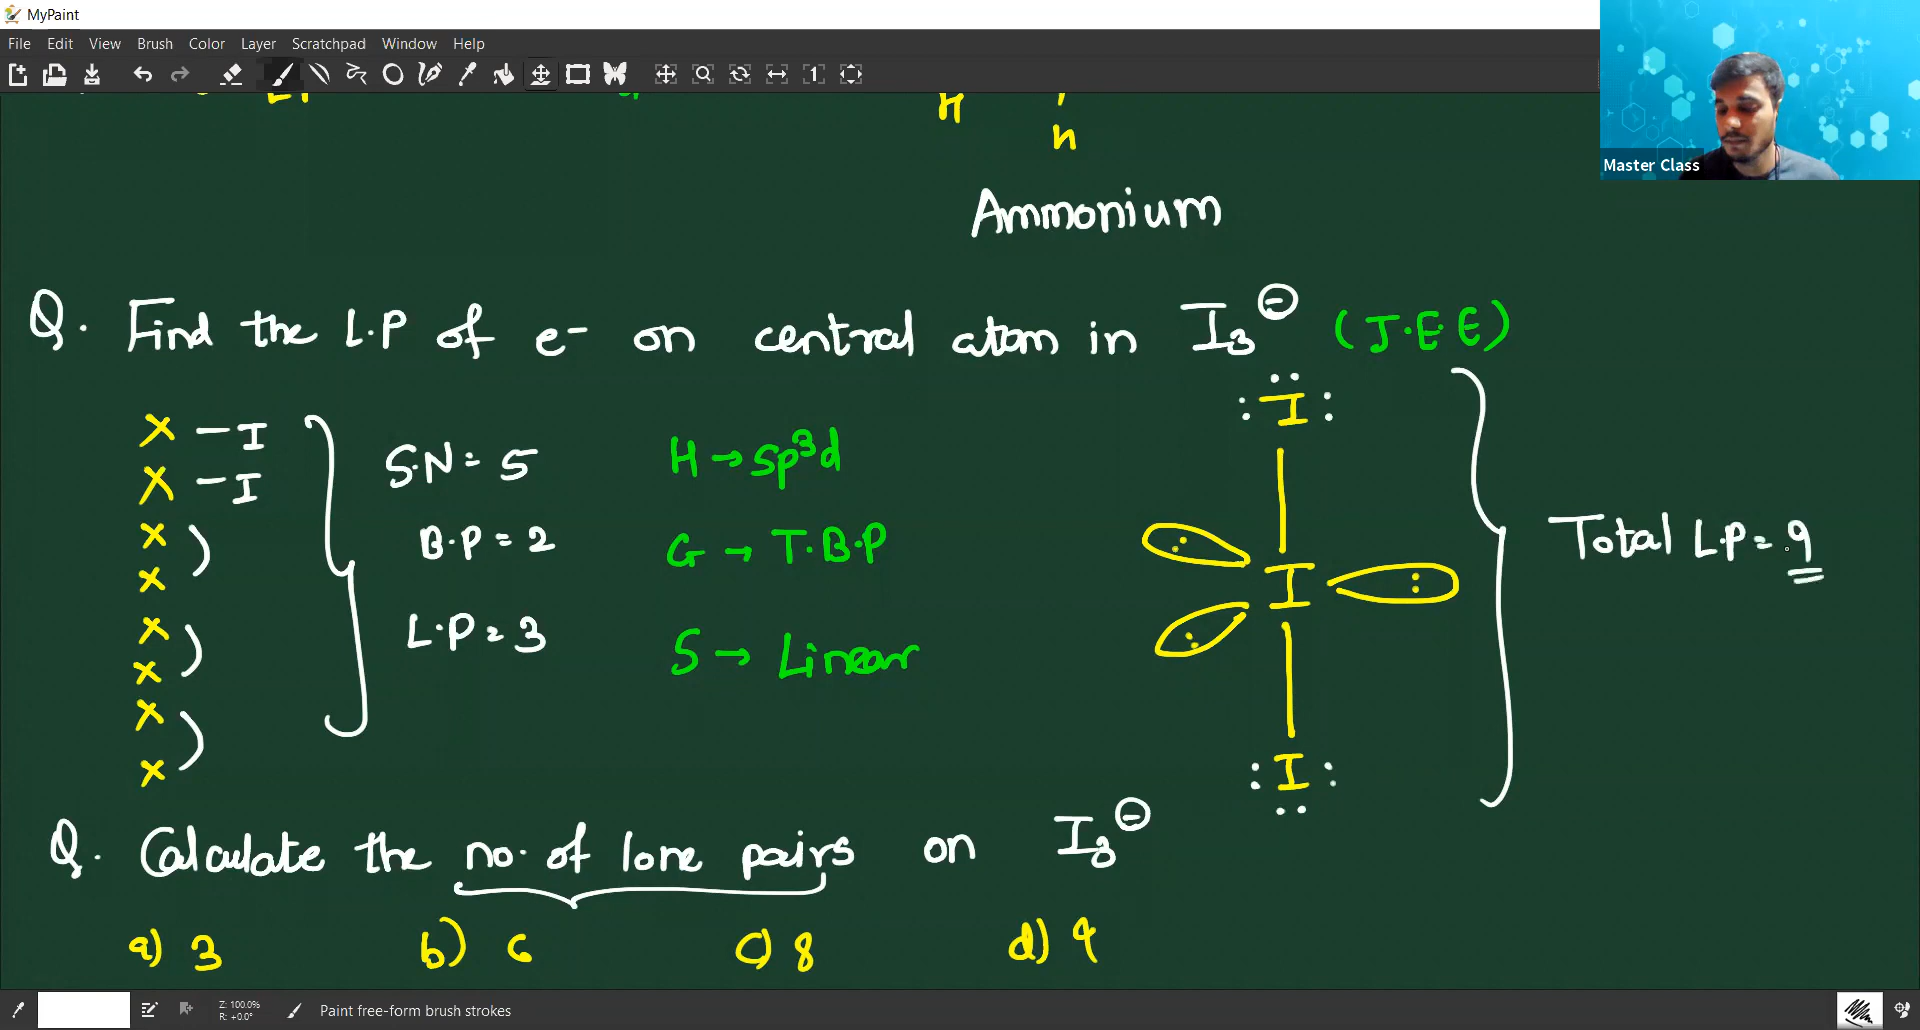 MyPaint
File Edit View Brush Color Layer Scratchpad Window Help
Master Class
H
n
Ammonium
Q. Find the L.P of e- on central atom in I3⊖ (J.E.E)
X - I
X - I
X )
X
X )
X
X )
X
S.N = 5
B.P = 2
L.P = 3
H → sp³d
G → T.B.P
S → Linear
:Ï:
I
:I:
Total L.P = 9
Q. Calculate the no. of lone pairs on I3⊖
a) 3 b) 6 c) 8 d) 9
Z: 100.0%
R: +0.0°
Paint free-form brush strokes